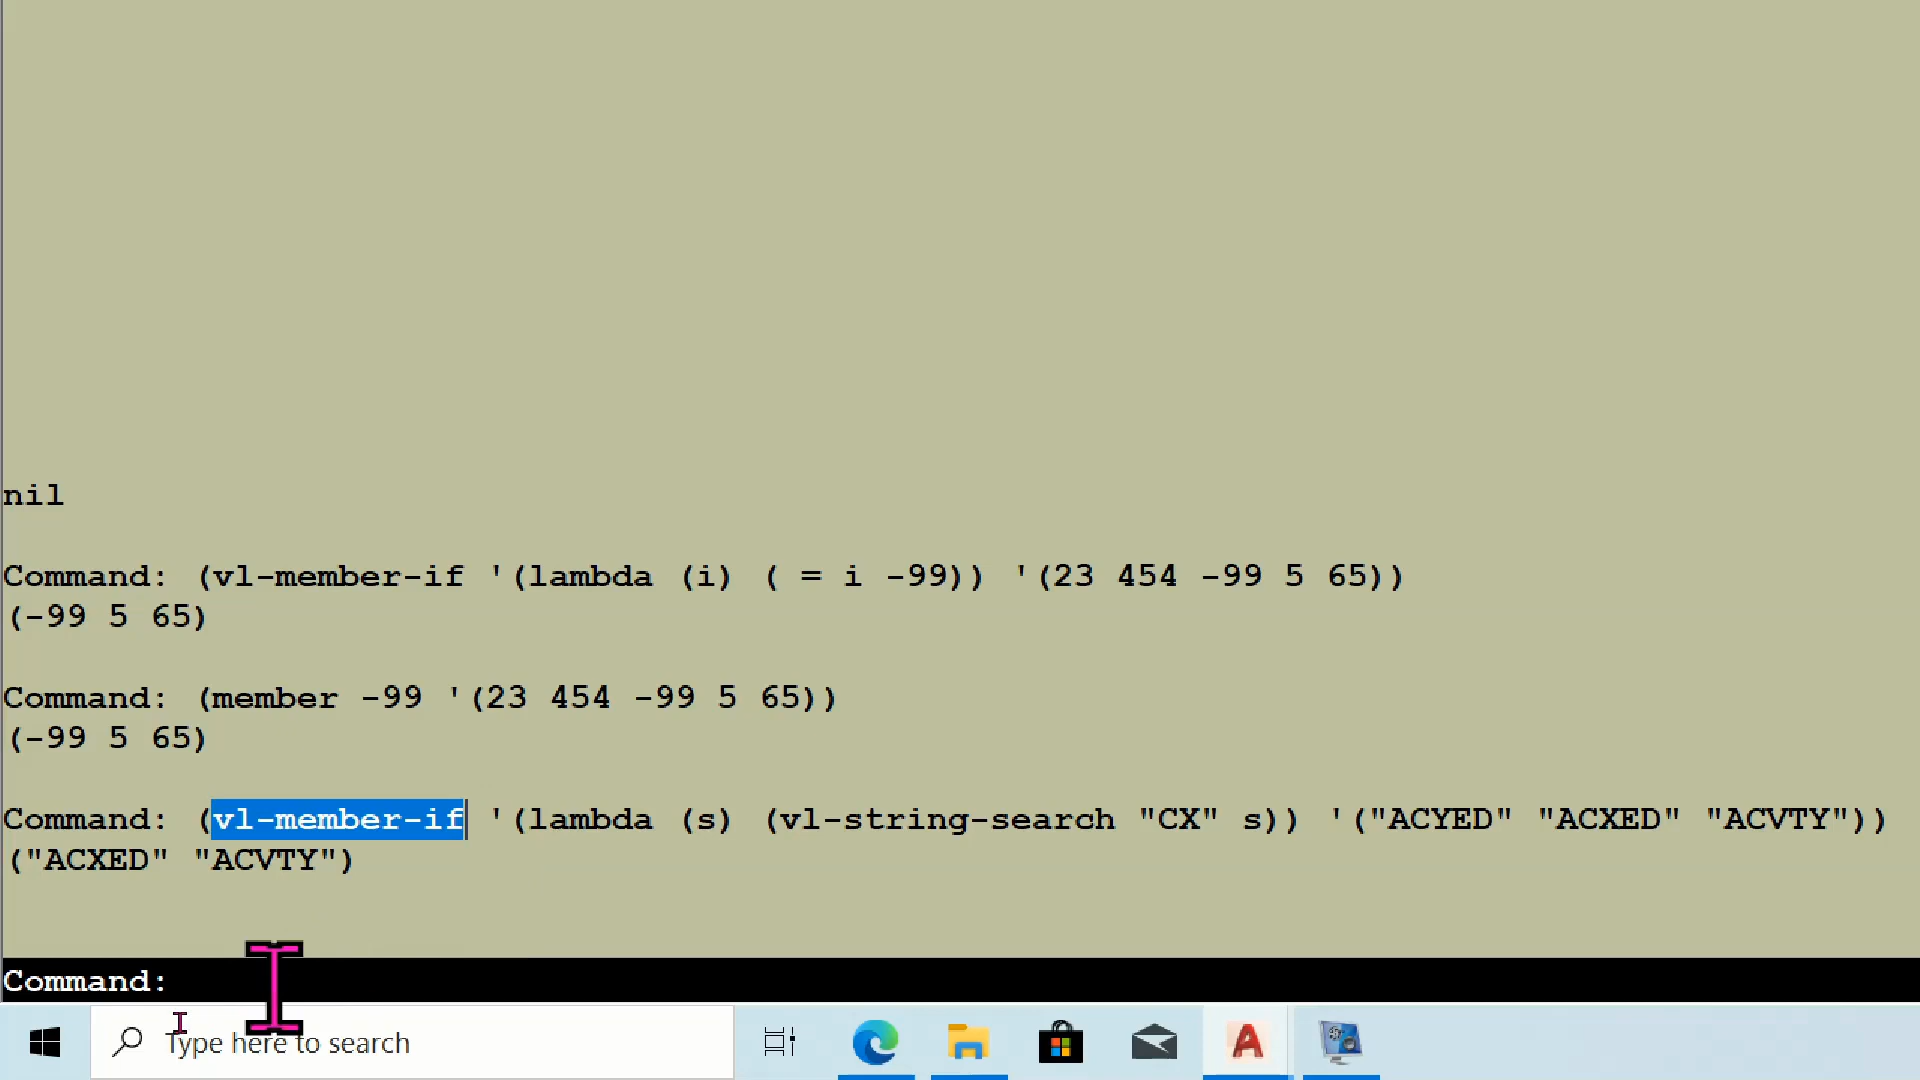 nil
Command: (vl-member-if '(lambda (i) ( = i -99)) '(23 454 -99 5 65))
(-99 5 65)
Command: (member -99 '(23 454 -99 5 65))
(-99 5 65)
Command: (vl-member-if '(lambda (s) (vl-string-search "CX" s)) '("ACYED" "ACXED" "ACVTY"))
("ACXED" "ACVTY")
Command:
Type here to search